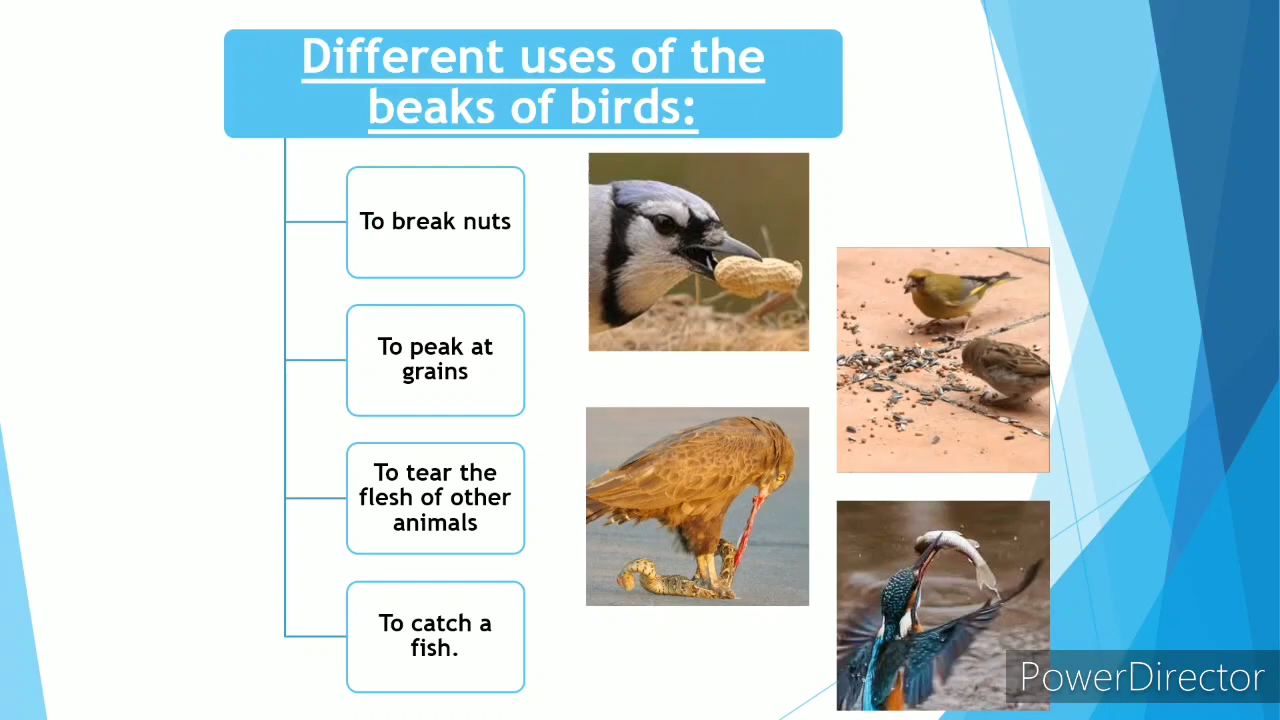 Different uses of the
beaks of birds:
To break nuts
To peak at
grains
To tear the
flesh of other
animals
To catch a
fish.
PowerDirector